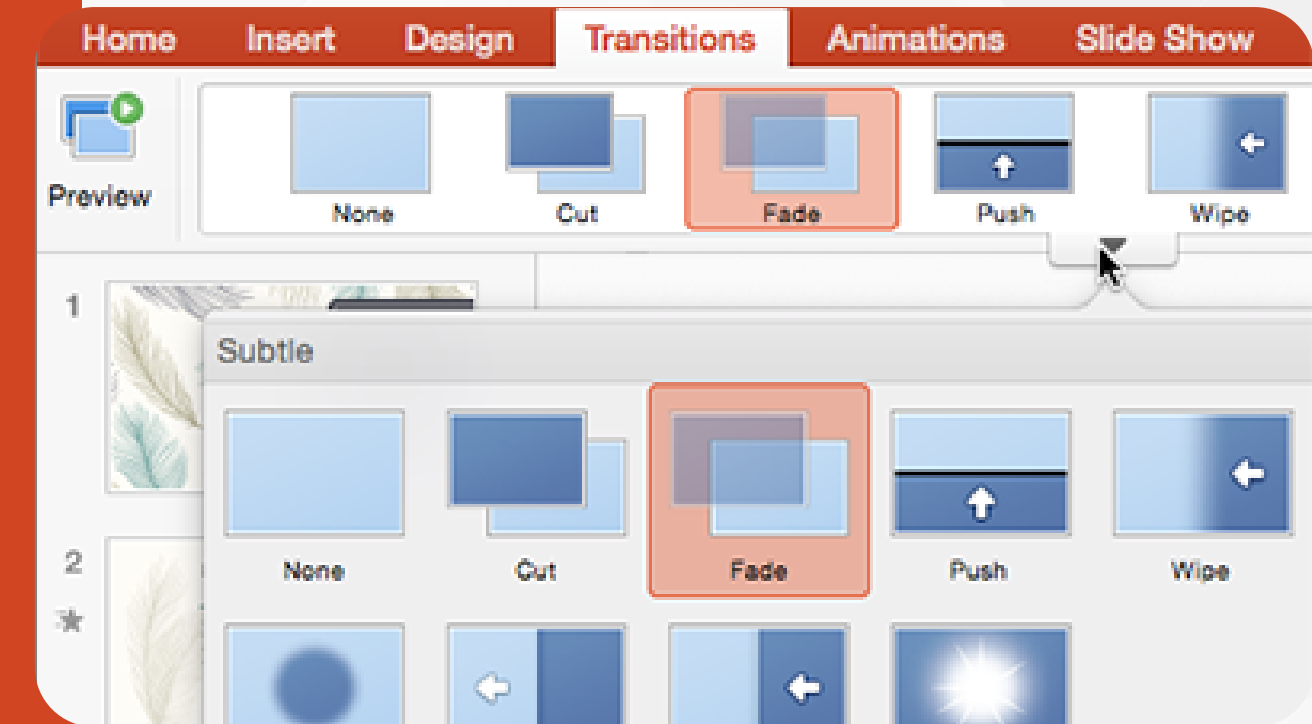 Home Insert Design Transitions Animations Slide Show
Preview
None Cut Fade Push Wipe
1
Subtle
None Cut Fade Push Wipe
2